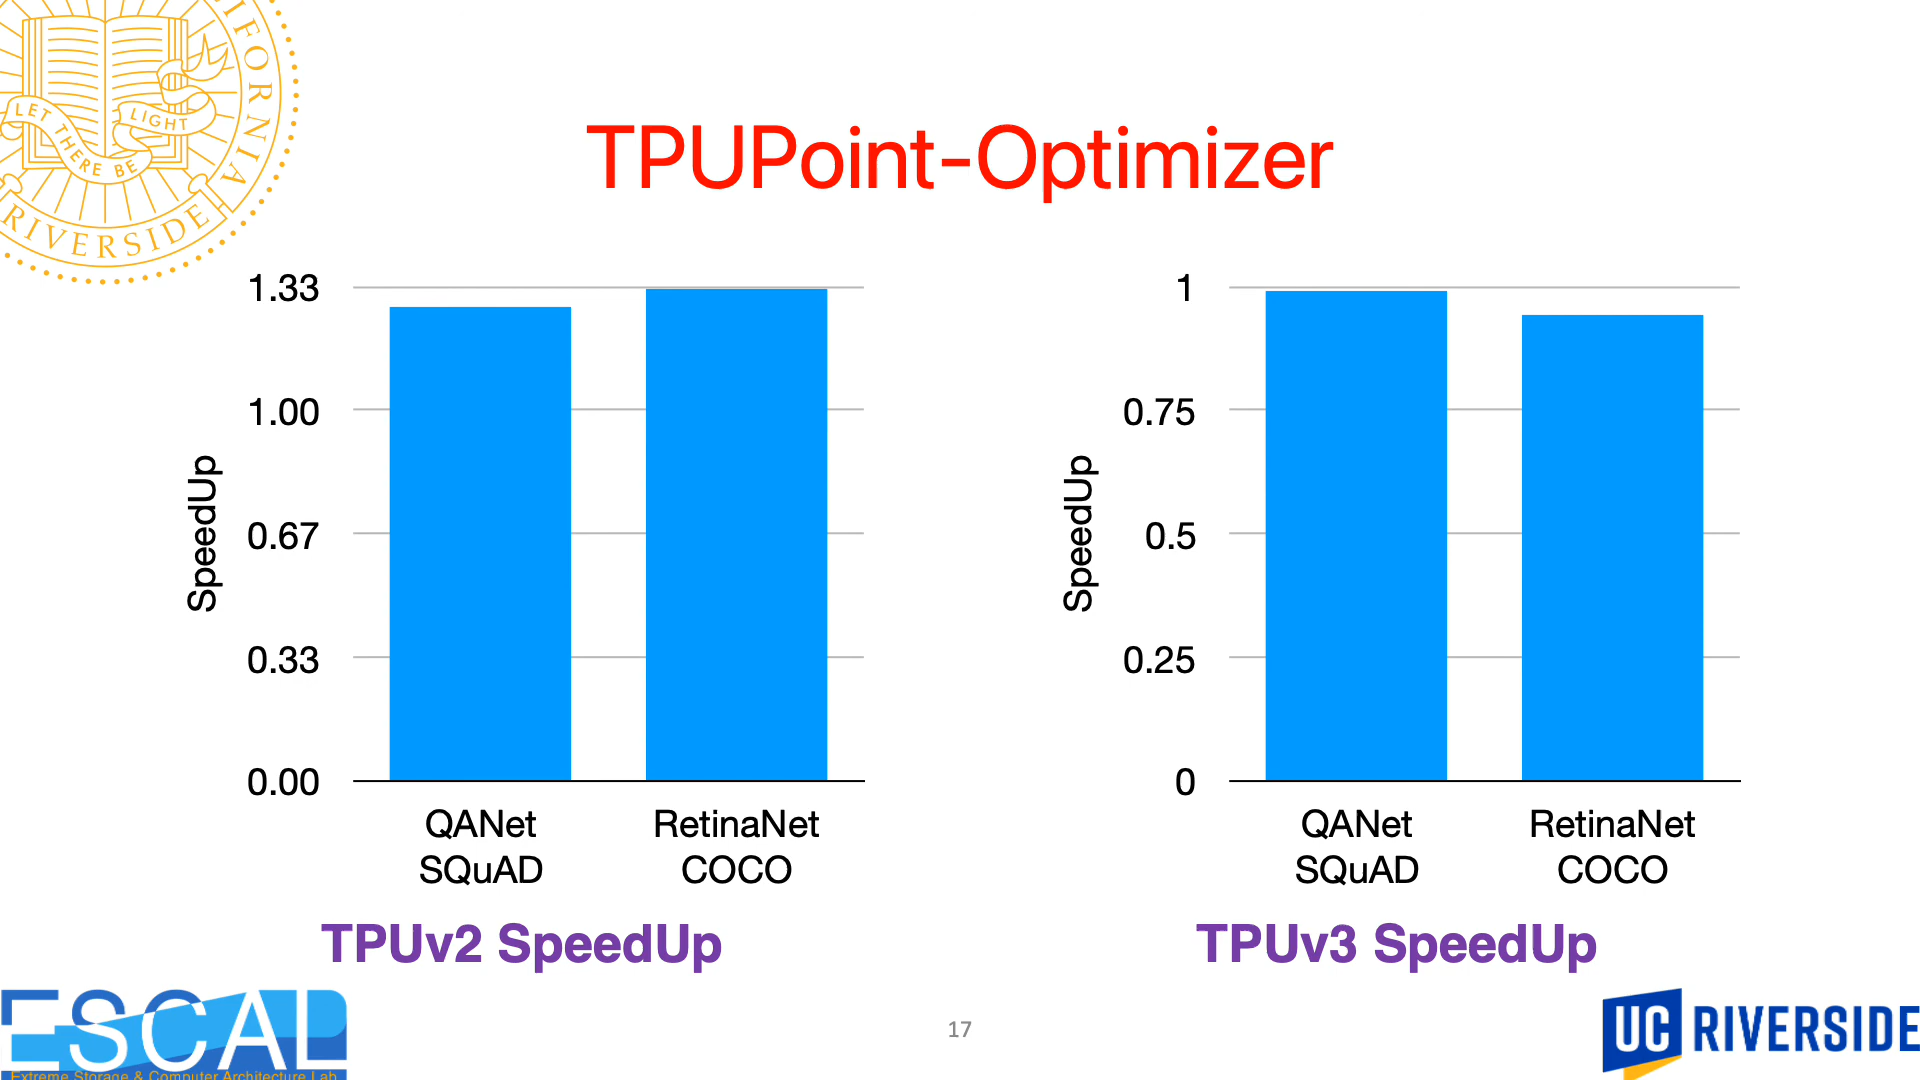 IFORNIA
LET THERE BE LIGHT
RIVERSIDE
TPUPoint-Optimizer
1.33
1.00
0.67
0.33
0.00
SpeedUp
QANet
SQuAD
RetinaNet
COCO
TPUv2 SpeedUp
1
0.75
0.5
0.25
0
SpeedUp
QANet
SQuAD
RetinaNet
COCO
TPUv3 SpeedUp
ESCAL
Extreme Storage & Computer Architecture Lab
17
UC RIVERSIDE